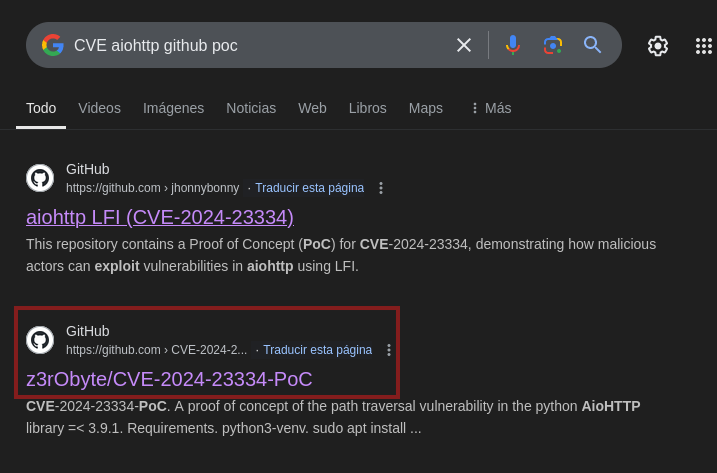 CVE aiohttp github poc
Todo Videos Imágenes Noticias Web Libros Maps Más
GitHub
https://github.com › jhonnybonny · Traducir esta página
aiohttp LFI (CVE-2024-23334)
This repository contains a Proof of Concept (PoC) for CVE-2024-23334, demonstrating how malicious
actors can exploit vulnerabilities in aiohttp using LFI.
GitHub
https://github.com › CVE-2024-2... · Traducir esta página
z3rObyte/CVE-2024-23334-PoC
CVE-2024-23334-PoC. A proof of concept of the path traversal vulnerability in the python AioHTTP
library =< 3.9.1. Requirements. python3-venv. sudo apt install ...